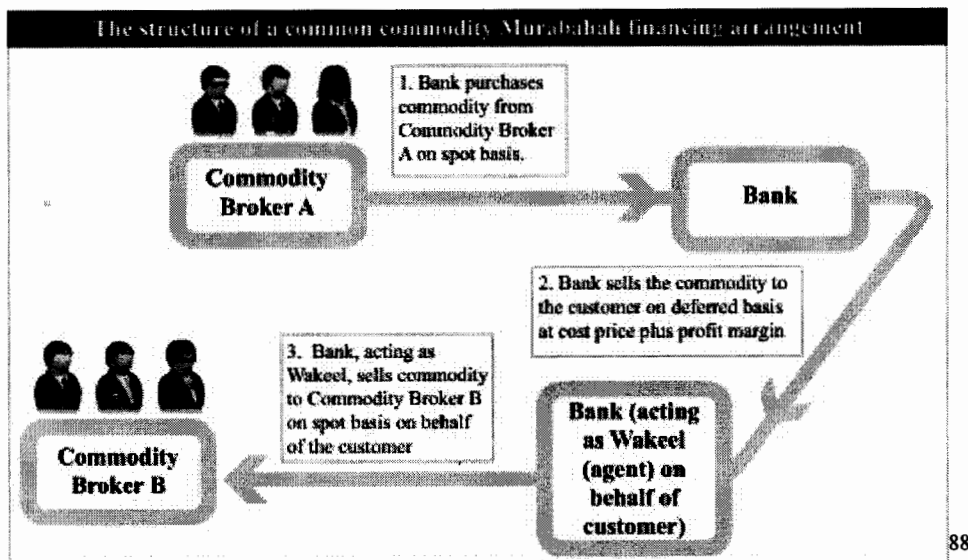 The structure of a common commodity Murabahah financing arrangement
1. Bank purchases
commodity from
Commodity Broker
A on spot basis.
Commodity
Broker A
Bank
2. Bank sells the commodity to
the customer on deferred basis
at cost price plus profit margin
3. Bank, acting as
Wakeel, sells commodity
to Commodity Broker B
on spot basis on behalf
of the customer
Bank (acting
as Wakeel
(agent) on
behalf of
customer)
Commodity
Broker B
88